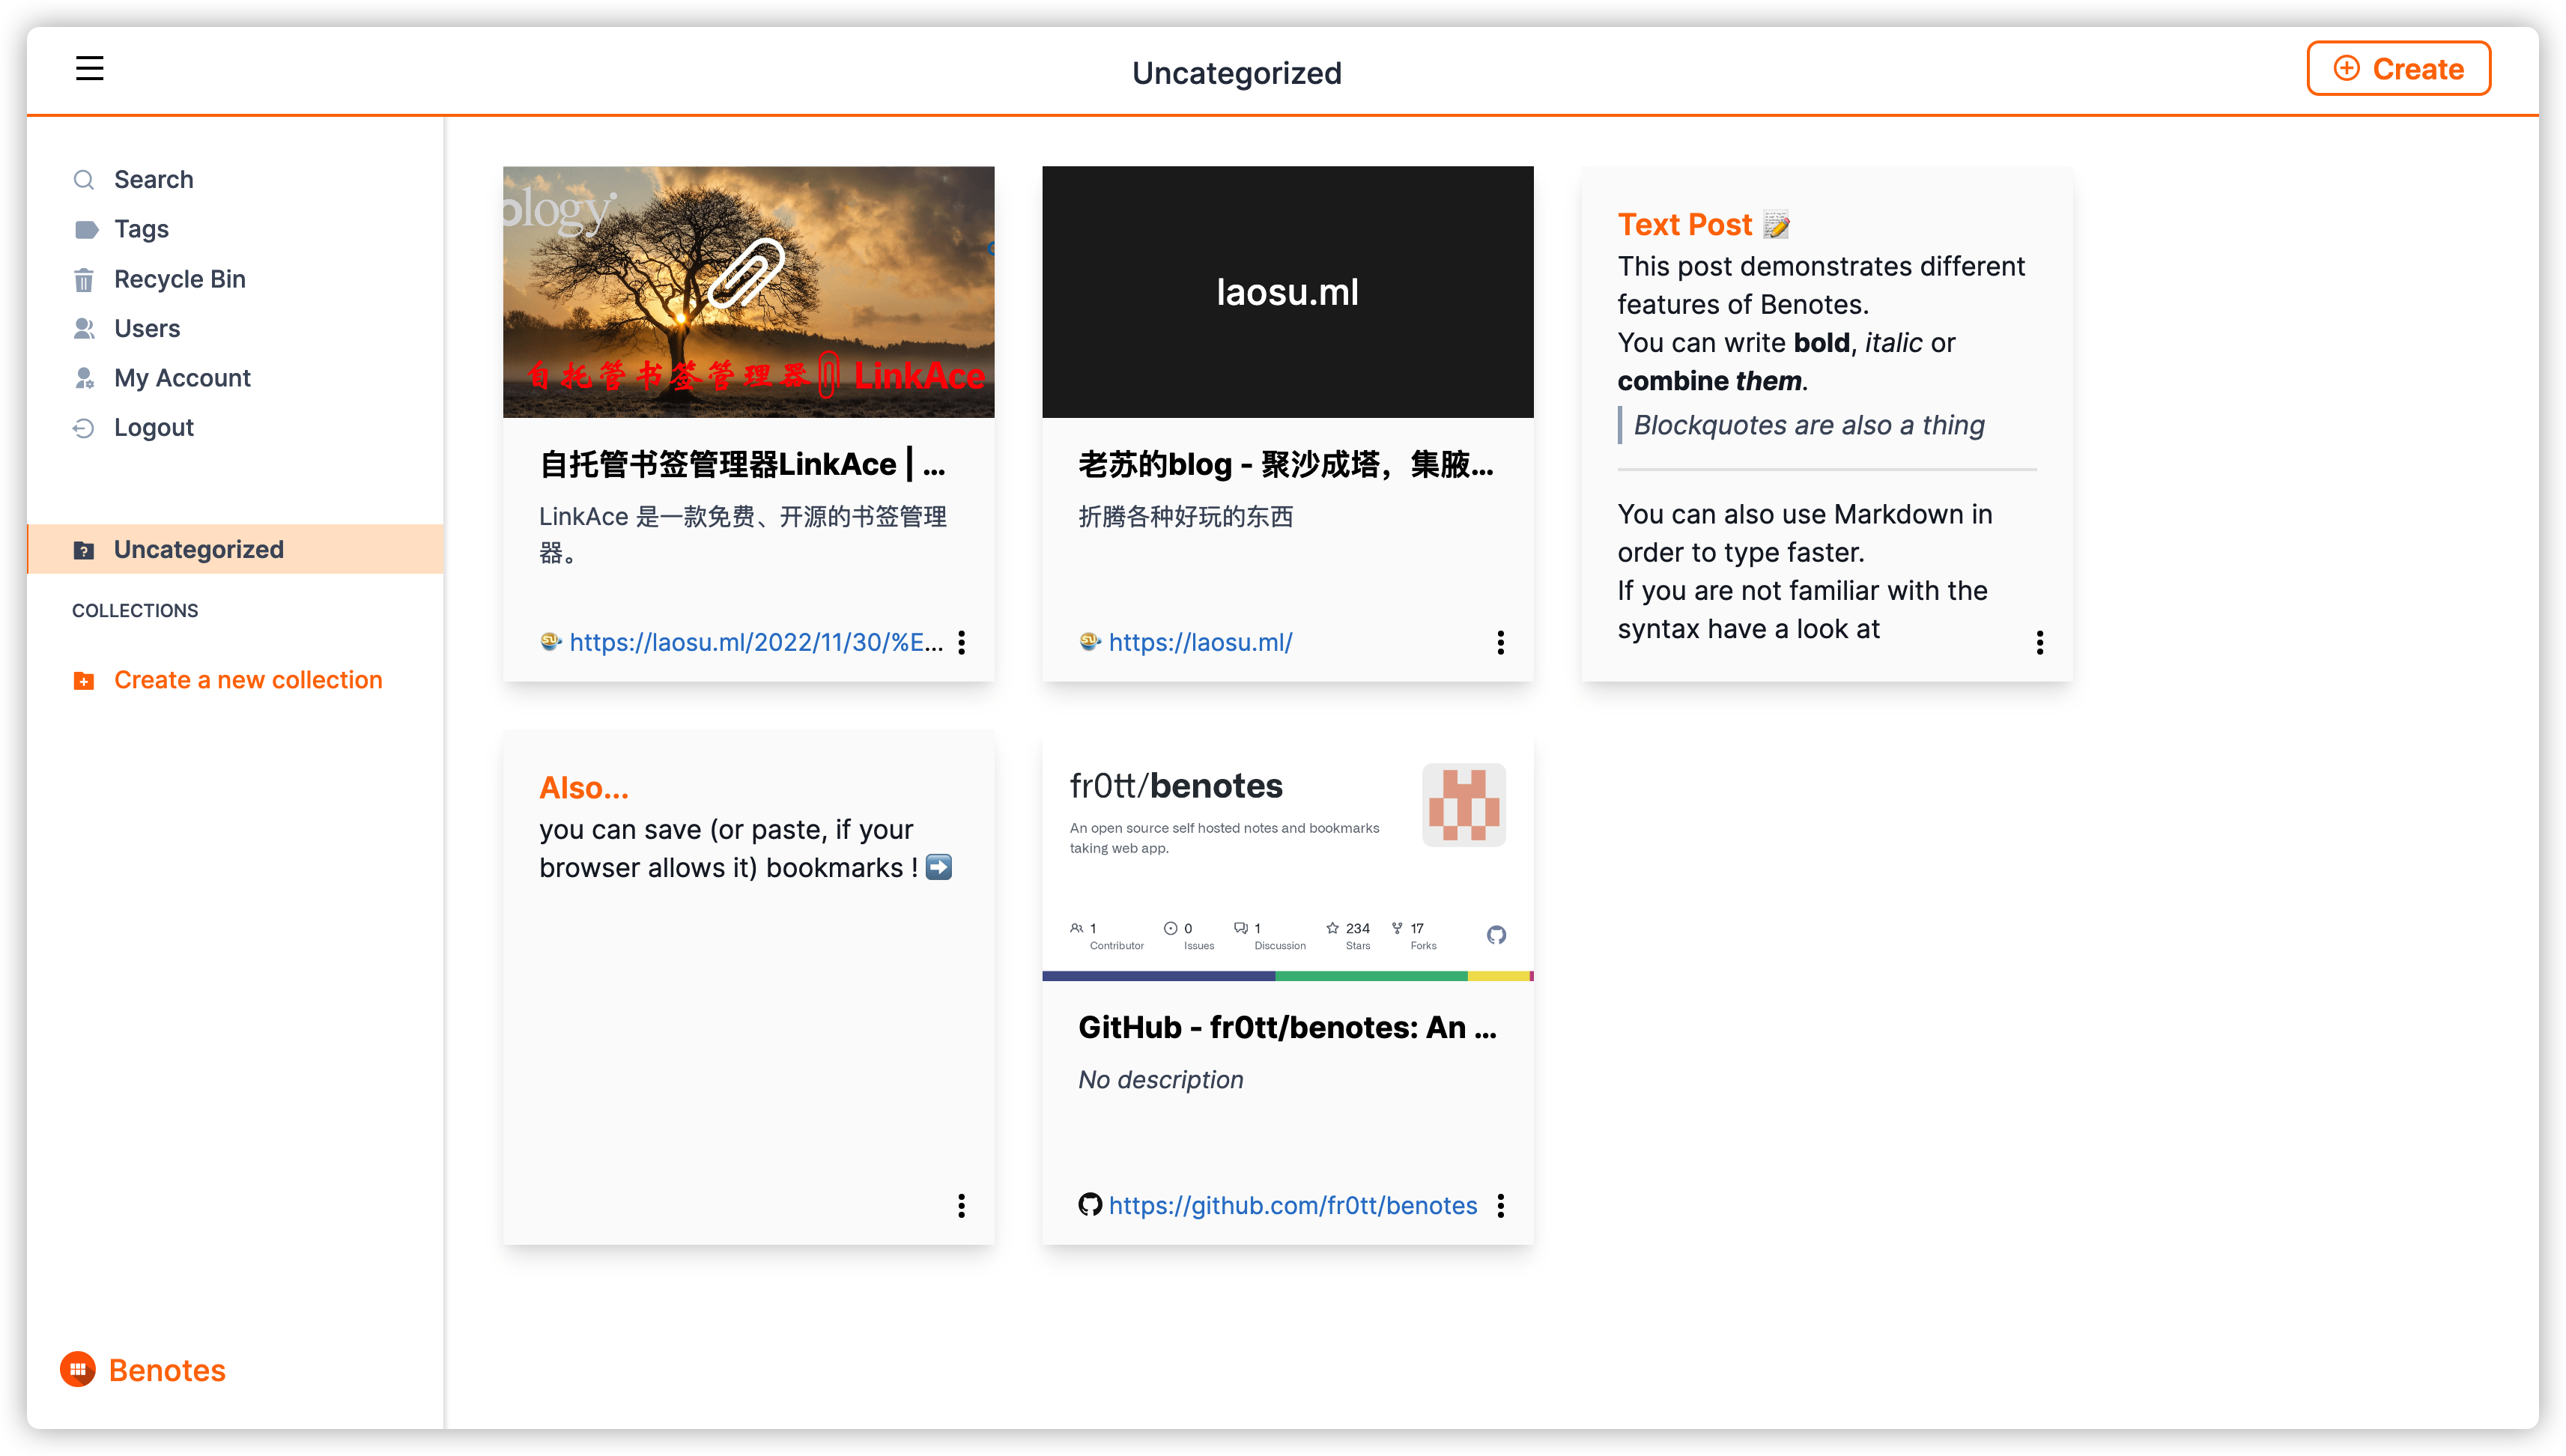 Uncategorized
Create
Search
Tags
Recycle Bin
Users
My Account
Logout
Uncategorized
COLLECTIONS
Create a new collection
Benotes
ology
自托管书签管理器 LinkAce
自托管书签管理器LinkAce | ...
LinkAce 是一款免费、开源的书签管理
器。
https://laosu.ml/2022/11/30/%E...
laosu.ml
老苏的blog - 聚沙成塔，集腋...
折腾各种好玩的东西
https://laosu.ml/
Text Post 📝
This post demonstrates different
features of Benotes.
You can write bold, italic or
combine them.
Blockquotes are also a thing
You can also use Markdown in
order to type faster.
If you are not familiar with the
syntax have a look at
Also...
you can save (or paste, if your
browser allows it) bookmarks ! ➡️
fr0tt/benotes
An open source self hosted notes and bookmarks
taking web app.
1 0 1 234 17
Contributor Issues Discussion Stars Forks
GitHub - fr0tt/benotes: An ...
No description
https://github.com/fr0tt/benotes